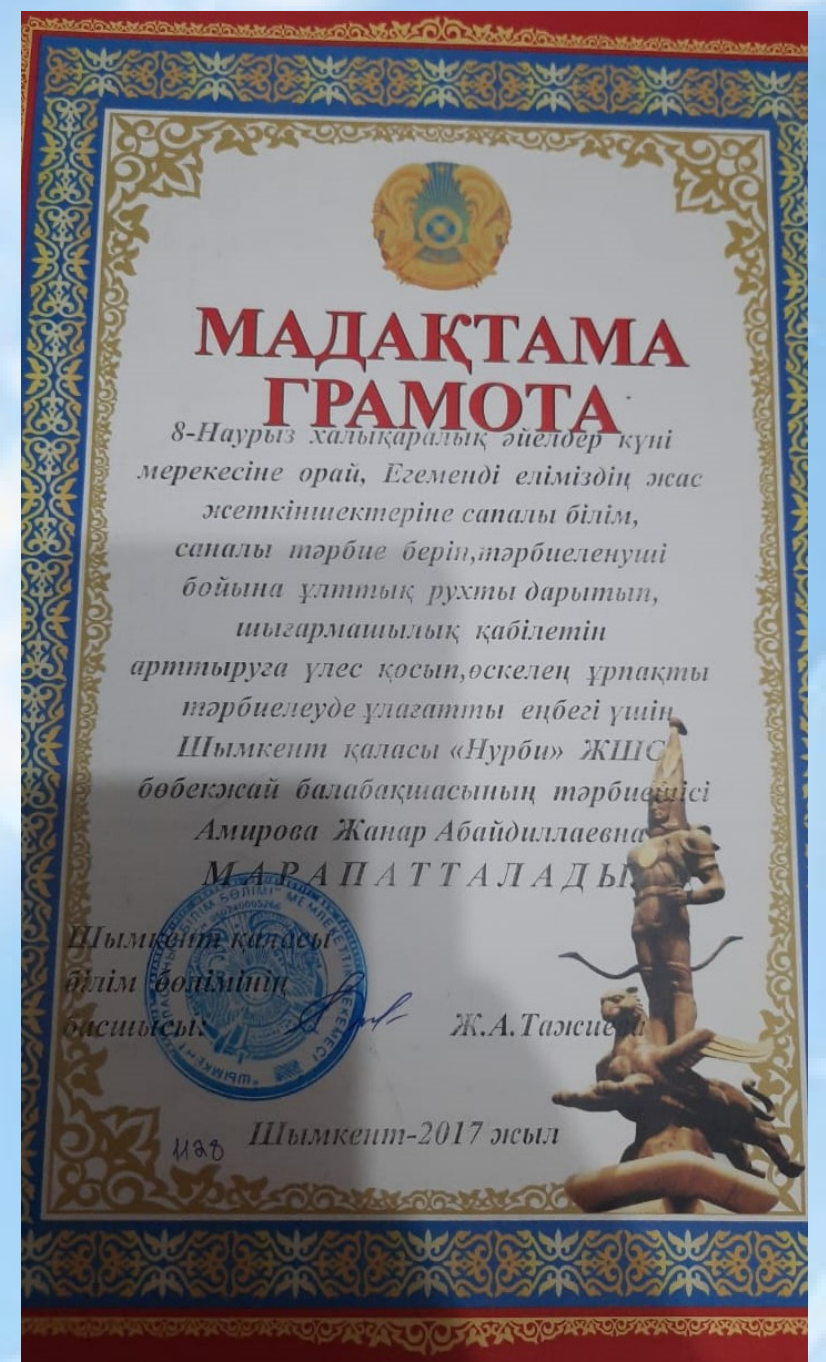 МАДАҚТАМА
ГРАМОТА
8-Наурыз халықаралық әйелдер күні
мерекесіне орай, Егеменді еліміздің жас
жеткіншектеріне сапалы білім,
саналы тәрбие беріп,тәрбиеленуші
бойына ұлттық рухты дарытып,
шығармашылық қабілетін
арттыруға үлес қосып,өскелең ұрпақты
тәрбиелеуде ұлағатты еңбегі үшін
Шымкент қаласы «Нурби» ЖШС
бөбекжай балабақшасының тәрбиешісі
Амирова Жанар Абайдиллаевна
МАРАПАТТАЛАДЫ
Шымкент қаласы
білім бөлімінің
басшысы: Ж.А.Тажиева
Шымкент-2017 жыл
1128